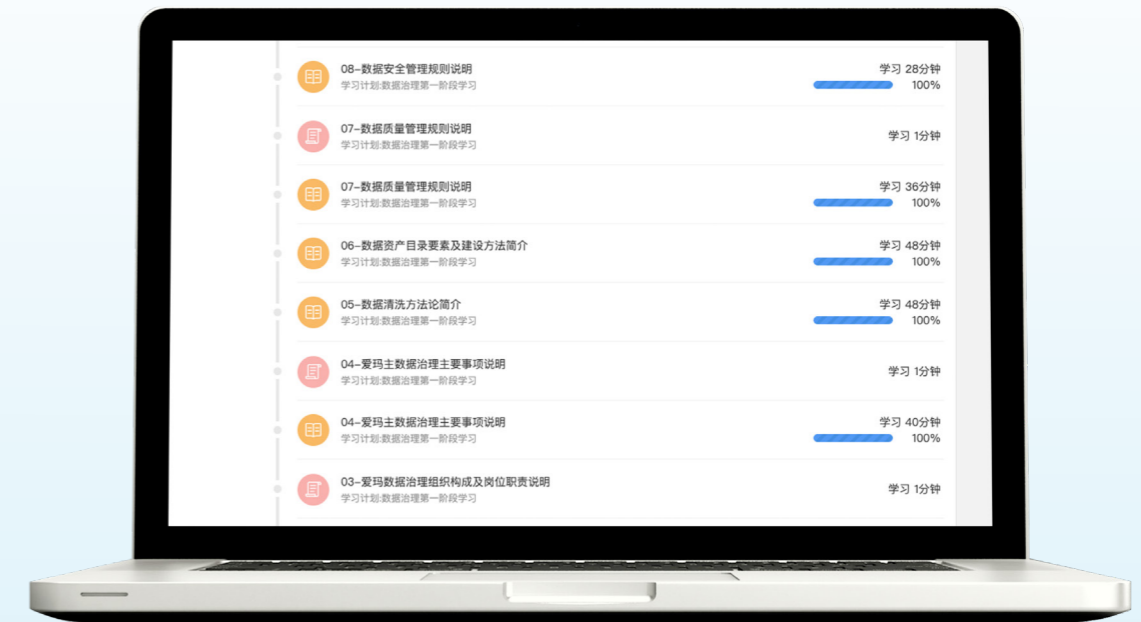 08-数据安全管理规则说明
学习 28分钟
学习计划:数据治理第一阶段学习
100%
07-数据质量管理规则说明
学习计划:数据治理第一阶段学习
学习 1分钟
07-数据质量管理规则说明
学习 36分钟
学习计划:数据治理第一阶段学习
100%
06-数据资产目录要素及建设方法简介
学习 48分钟
学习计划:数据治理第一阶段学习
100%
05-数据清洗方法论简介
学习 48分钟
学习计划:数据治理第一阶段学习
100%
04-爱玛主数据治理主要事项说明
学习计划:数据治理第一阶段学习
学习 1分钟
04-爱玛主数据治理主要事项说明
学习 40分钟
学习计划:数据治理第一阶段学习
100%
03-爱玛数据治理组织构成及岗位职责说明
学习计划:数据治理第一阶段学习
学习 1分钟